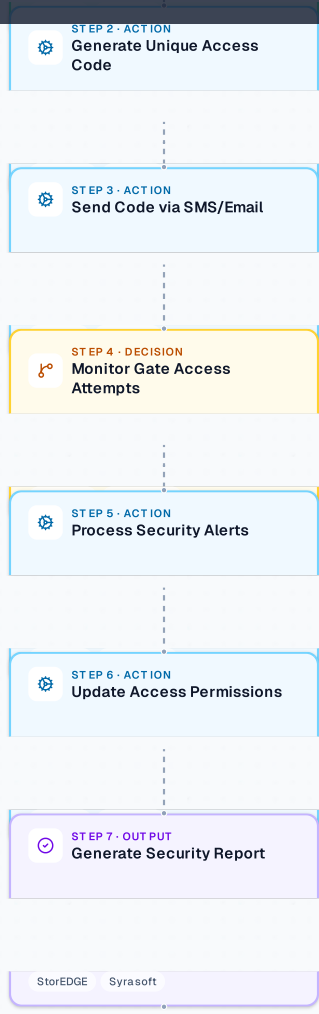 STEP 2 · ACTION
Generate Unique Access
Code
STEP 3 · ACTION
Send Code via SMS/Email
STEP 4 · DECISION
Monitor Gate Access
Attempts
STEP 5 · ACTION
Process Security Alerts
STEP 6 · ACTION
Update Access Permissions
STEP 7 · OUTPUT
Generate Security Report
StorEDGE Syrasoft